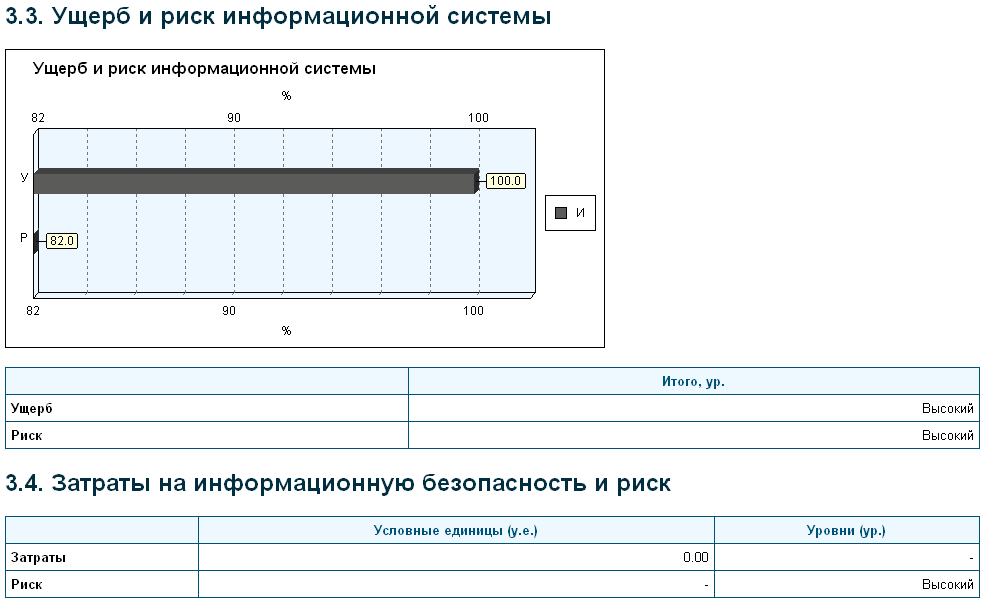 3.3. Ущерб и риск информационной системы
Ущерб и риск информационной системы
%
82 90 100
У 100.0
И
Р 82.0
82 90 100
%
Итого, ур.
Ущерб Высокий
Риск Высокий
3.4. Затраты на информационную безопасность и риск
Условные единицы (у.е.) Уровни (ур.)
Затраты 0.00 -
Риск - Высокий